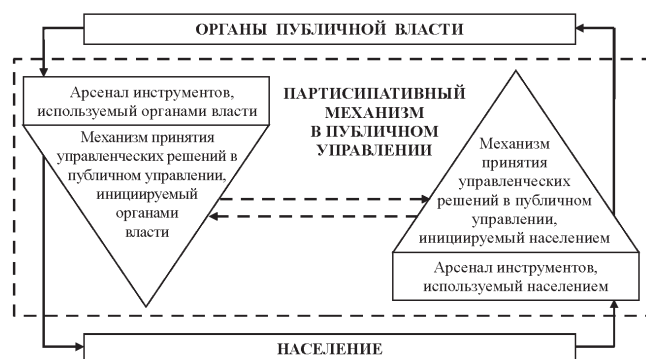 ОРГАНЫ ПУБЛИЧНОЙ ВЛАСТИ
Арсенал инструментов,
используемый органами власти
Механизм принятия
управленческих решений в
публичном управлении,
инициируемый
органами
власти
ПАРТИСИПАТИВНЫЙ
МЕХАНИЗМ
В ПУБЛИЧНОМ
УПРАВЛЕНИИ
Механизм
принятия
управленческих
решений в публичном
управлении,
инициируемый населением
Арсенал инструментов,
используемый населением
НАСЕЛЕНИЕ